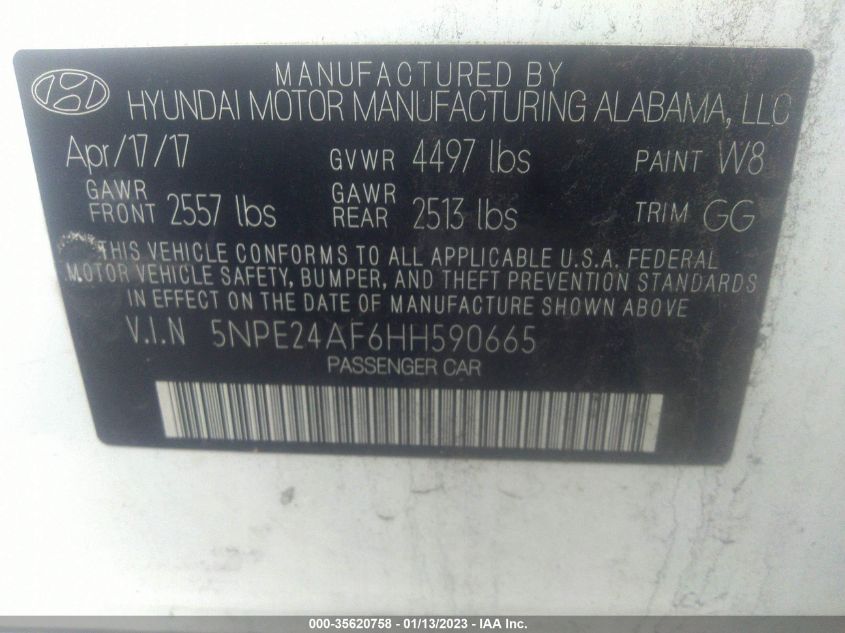 MANUFACTURED BY
HYUNDAI MOTOR MANUFACTURING ALABAMA, LLC
Apr/17/17 GVWR 4497 lbs PAINT W8
GAWR FRONT 2557 lbs GAWR REAR 2513 lbs TRIM GG
THIS VEHICLE CONFORMS TO ALL APPLICABLE U.S.A. FEDERAL
MOTOR VEHICLE SAFETY, BUMPER, AND THEFT PREVENTION STANDARDS
IN EFFECT ON THE DATE OF MANUFACTURE SHOWN ABOVE
V.I.N 5NPE24AF6HH590665
PASSENGER CAR
000-35620758 - 01/13/2023 - IAA Inc.